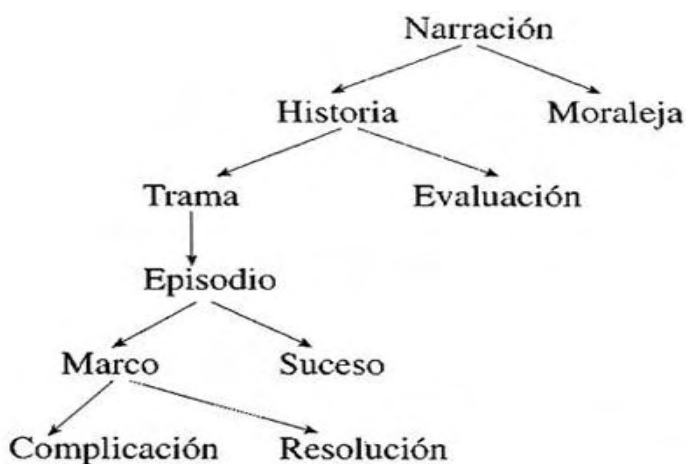 Narración
Historia Moraleja
Trama Evaluación
Episodio
Marco Suceso
Complicación Resolución